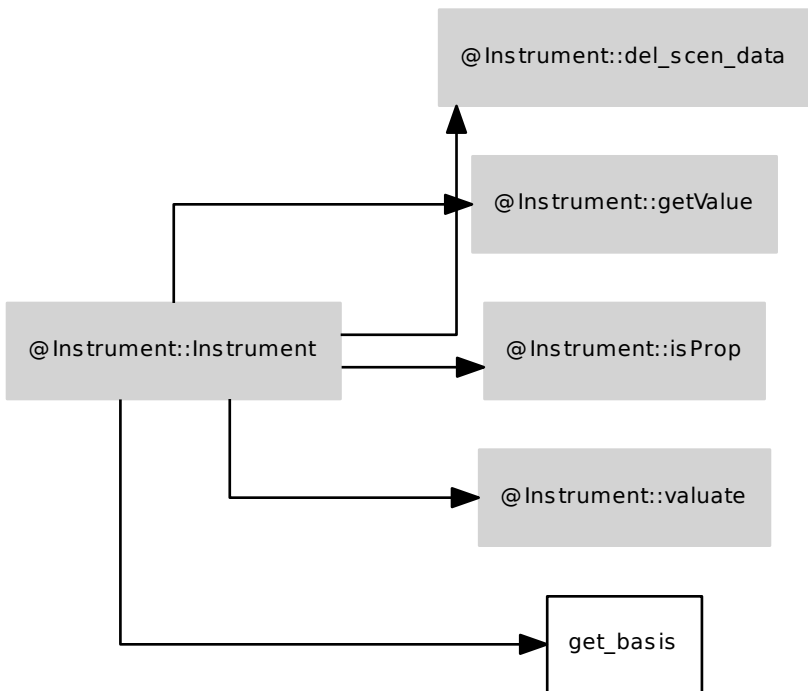 @Instrument::del_scen_data
@Instrument::getValue
@Instrument::Instrument
@Instrument::isProp
@Instrument::valuate
get_basis